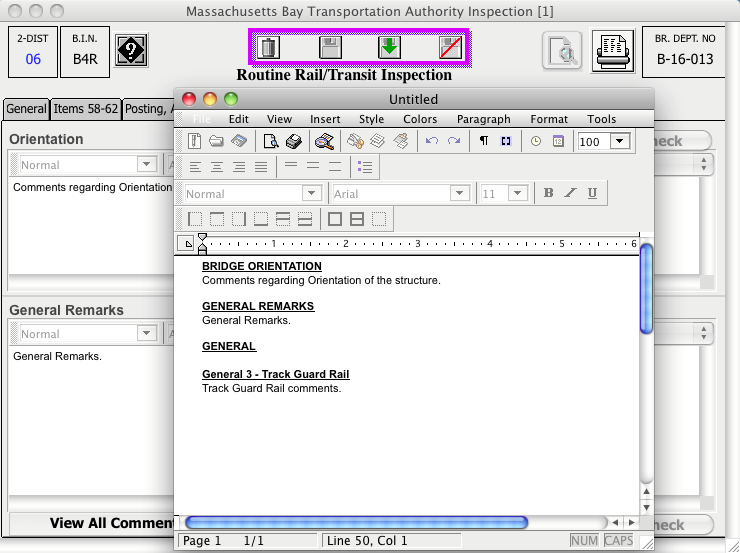 Massachusetts Bay Transportation Authority Inspection [1]
2-DIST
06
B.I.N.
B4R
?
BR. DEPT. NO
B-16-013
Routine Rail/Transit Inspection
General
Items 58-62
Posting,
Orientation
Normal
Comments regarding Orientation
General Remarks
Normal
General Remarks.
View All
Untitled
File Edit View Insert Style Colors Paragraph Format Tools
100
Normal Arial 11 B I U
1 2 3 4 5 6
BRIDGE ORIENTATION
Comments regarding Orientation of the structure.
GENERAL REMARKS
General Remarks.
GENERAL
General 3 - Track Guard Rail
Track Guard Rail comments.
Page 1 1/1 Line 50, Col 1 NUM CAPS